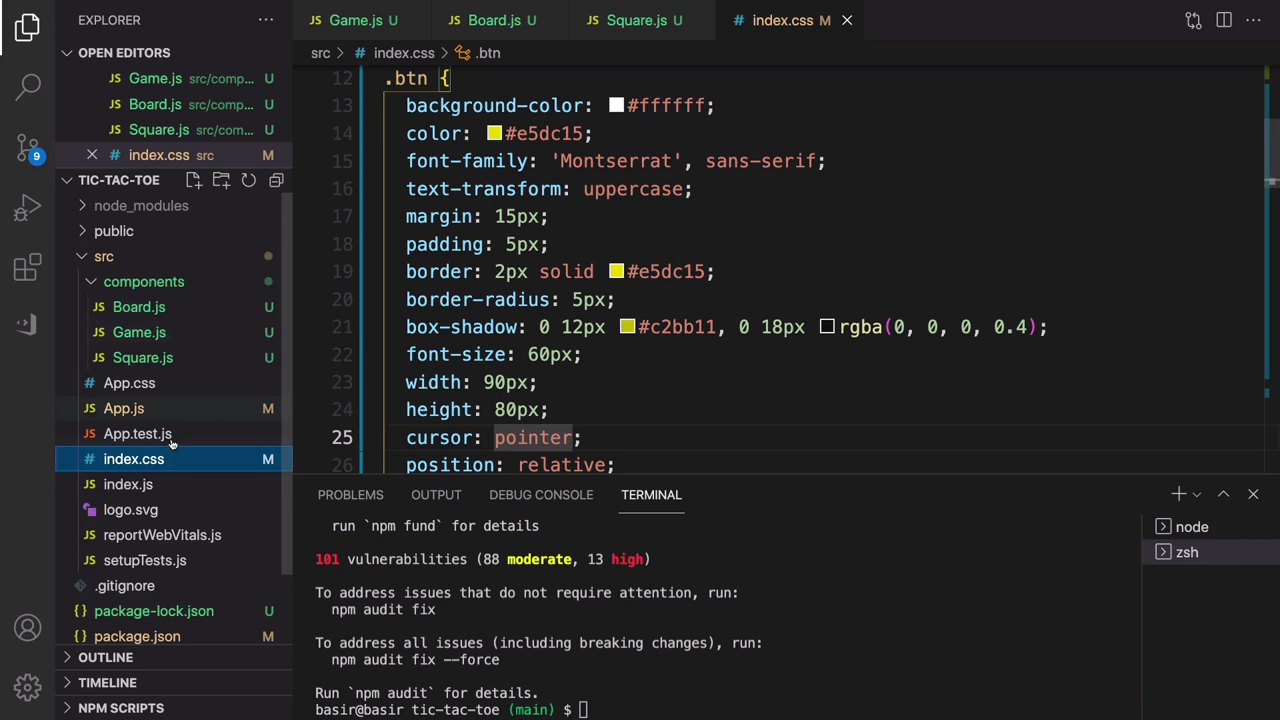 EXPLORER
OPEN EDITORS
Game.js src/comp... U
Board.js src/comp... U
Square.js src/com... U
index.css src M
TIC-TAC-TOE
node_modules
public
src
components
Board.js U
Game.js U
Square.js U
App.css
App.js M
App.test.js
index.css M
index.js
logo.svg
reportWebVitals.js
setupTests.js
.gitignore
package-lock.json U
package.json M
OUTLINE
TIMELINE
NPM SCRIPTS
9
Game.js U
Board.js U
Square.js U
index.css M
src > index.css > .btn
12 .btn {
13 background-color: #ffffff;
14 color: #e5dc15;
15 font-family: 'Montserrat', sans-serif;
16 text-transform: uppercase;
17 margin: 15px;
18 padding: 5px;
19 border: 2px solid #e5dc15;
20 border-radius: 5px;
21 box-shadow: 0 12px #c2bb11, 0 18px rgba(0, 0, 0, 0.4);
22 font-size: 60px;
23 width: 90px;
24 height: 80px;
25 cursor: pointer;
26 position: relative;
PROBLEMS OUTPUT DEBUG CONSOLE TERMINAL
run `npm fund` for details
101 vulnerabilities (88 moderate, 13 high)
To address issues that do not require attention, run:
npm audit fix
To address all issues (including breaking changes), run:
npm audit fix --force
Run `npm audit` for details.
basir@basir tic-tac-toe (main) $
node
zsh